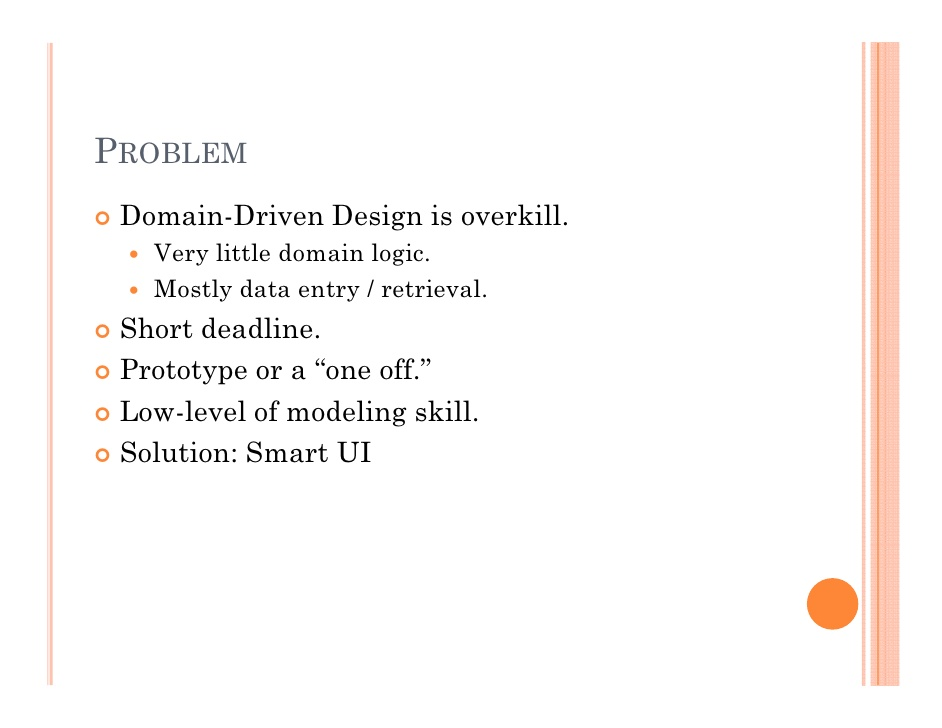 PROBLEM
Domain-Driven Design is overkill.
Very little domain logic.
Mostly data entry / retrieval.
Short deadline.
Prototype or a “one off.”
Low-level of modeling skill.
Solution: Smart UI